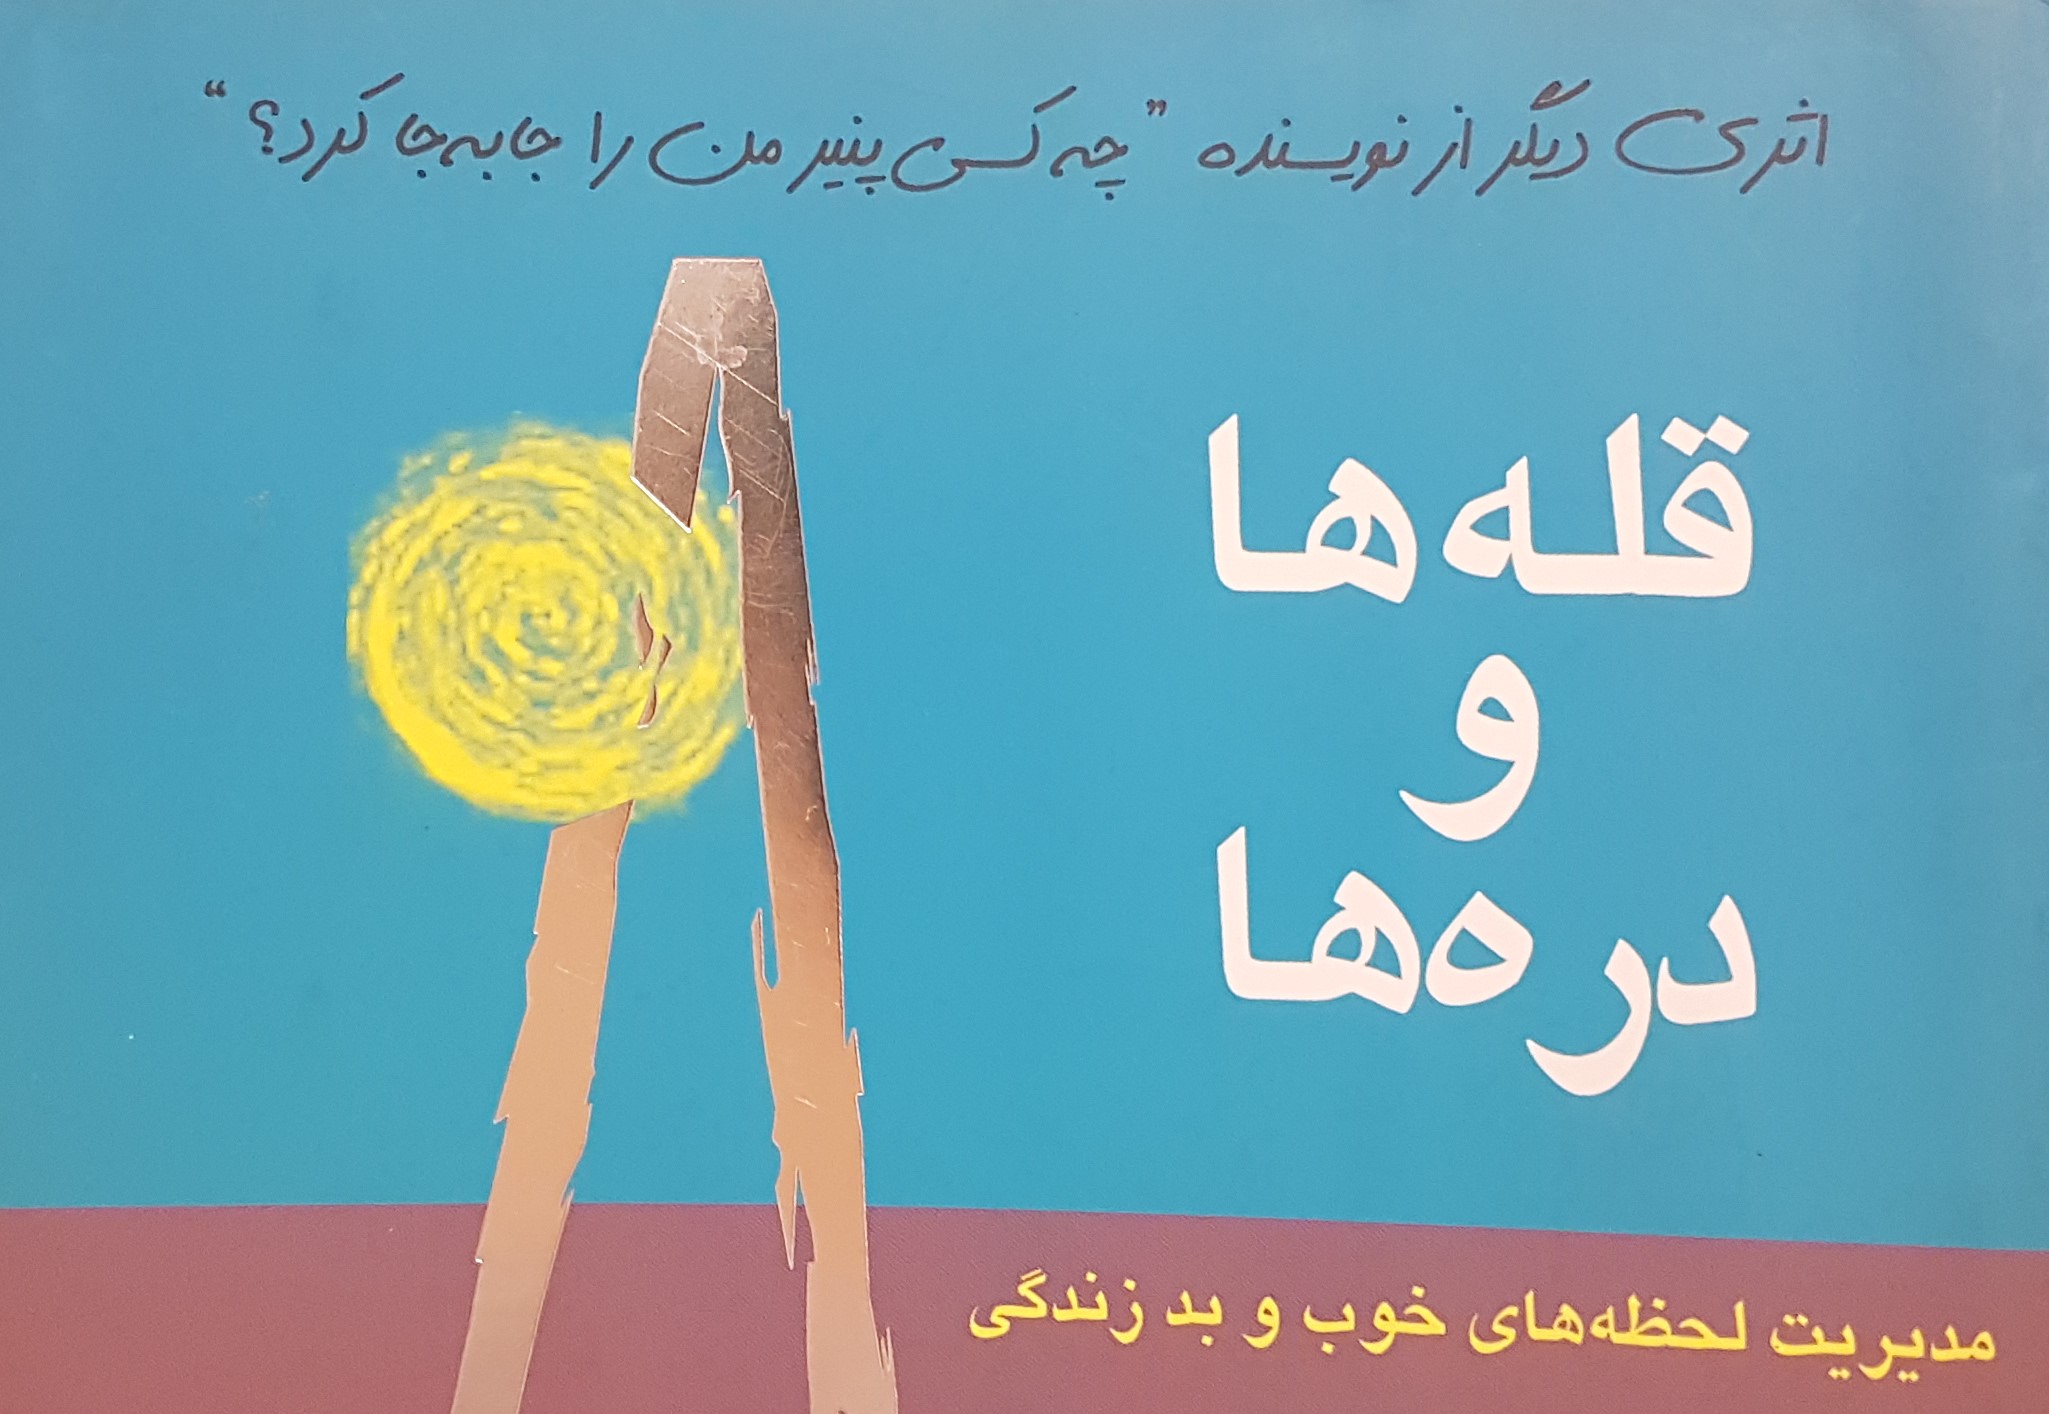 اثری دیگر از نویسنده "چه کسی پنیر من را جابه‌جا کرد؟"
قله‌ها
و
دره‌ها
مدیریت لحظه‌های خوب و بد زندگی